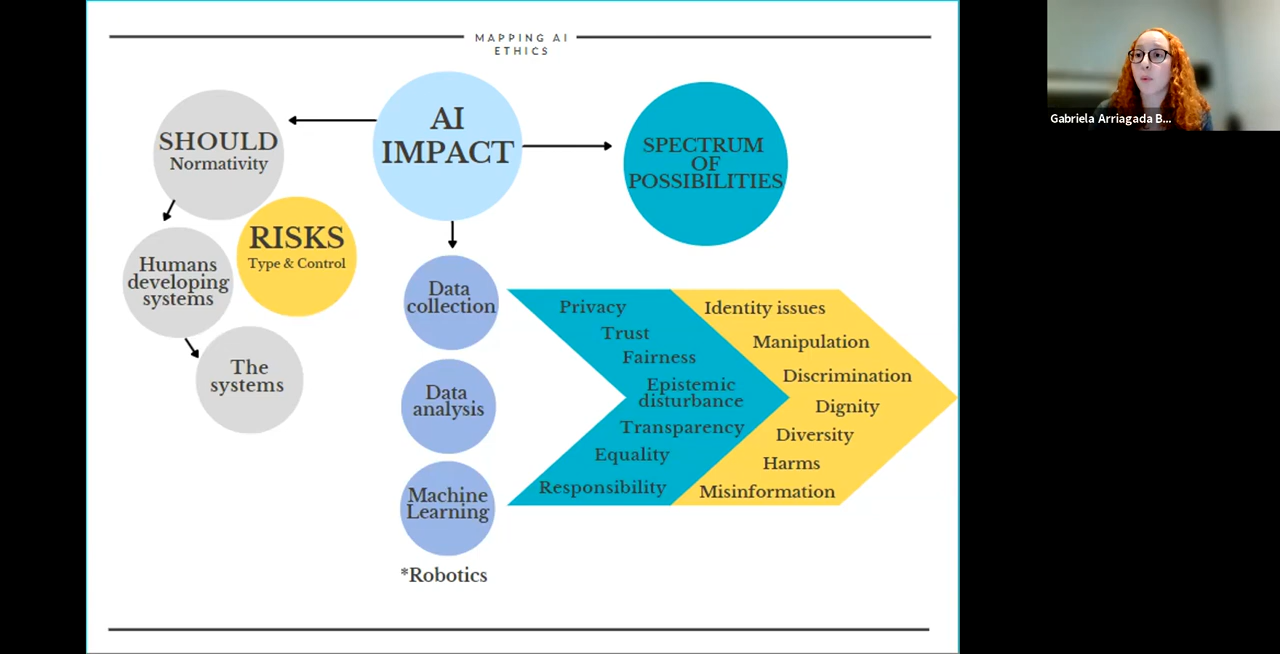 MAPPING AI
ETHICS
AI
IMPACT
SHOULD
Normativity
RISKS
Type & Control
Humans
developing
systems
The
systems
SPECTRUM
OF
POSSIBILITIES
Data
collection
Data
analysis
Machine
Learning
*Robotics
Privacy
Trust
Fairness
Epistemic
disturbance
Transparency
Equality
Responsibility
Identity issues
Manipulation
Discrimination
Dignity
Diversity
Harms
Misinformation
Gabriela Arriagada B...